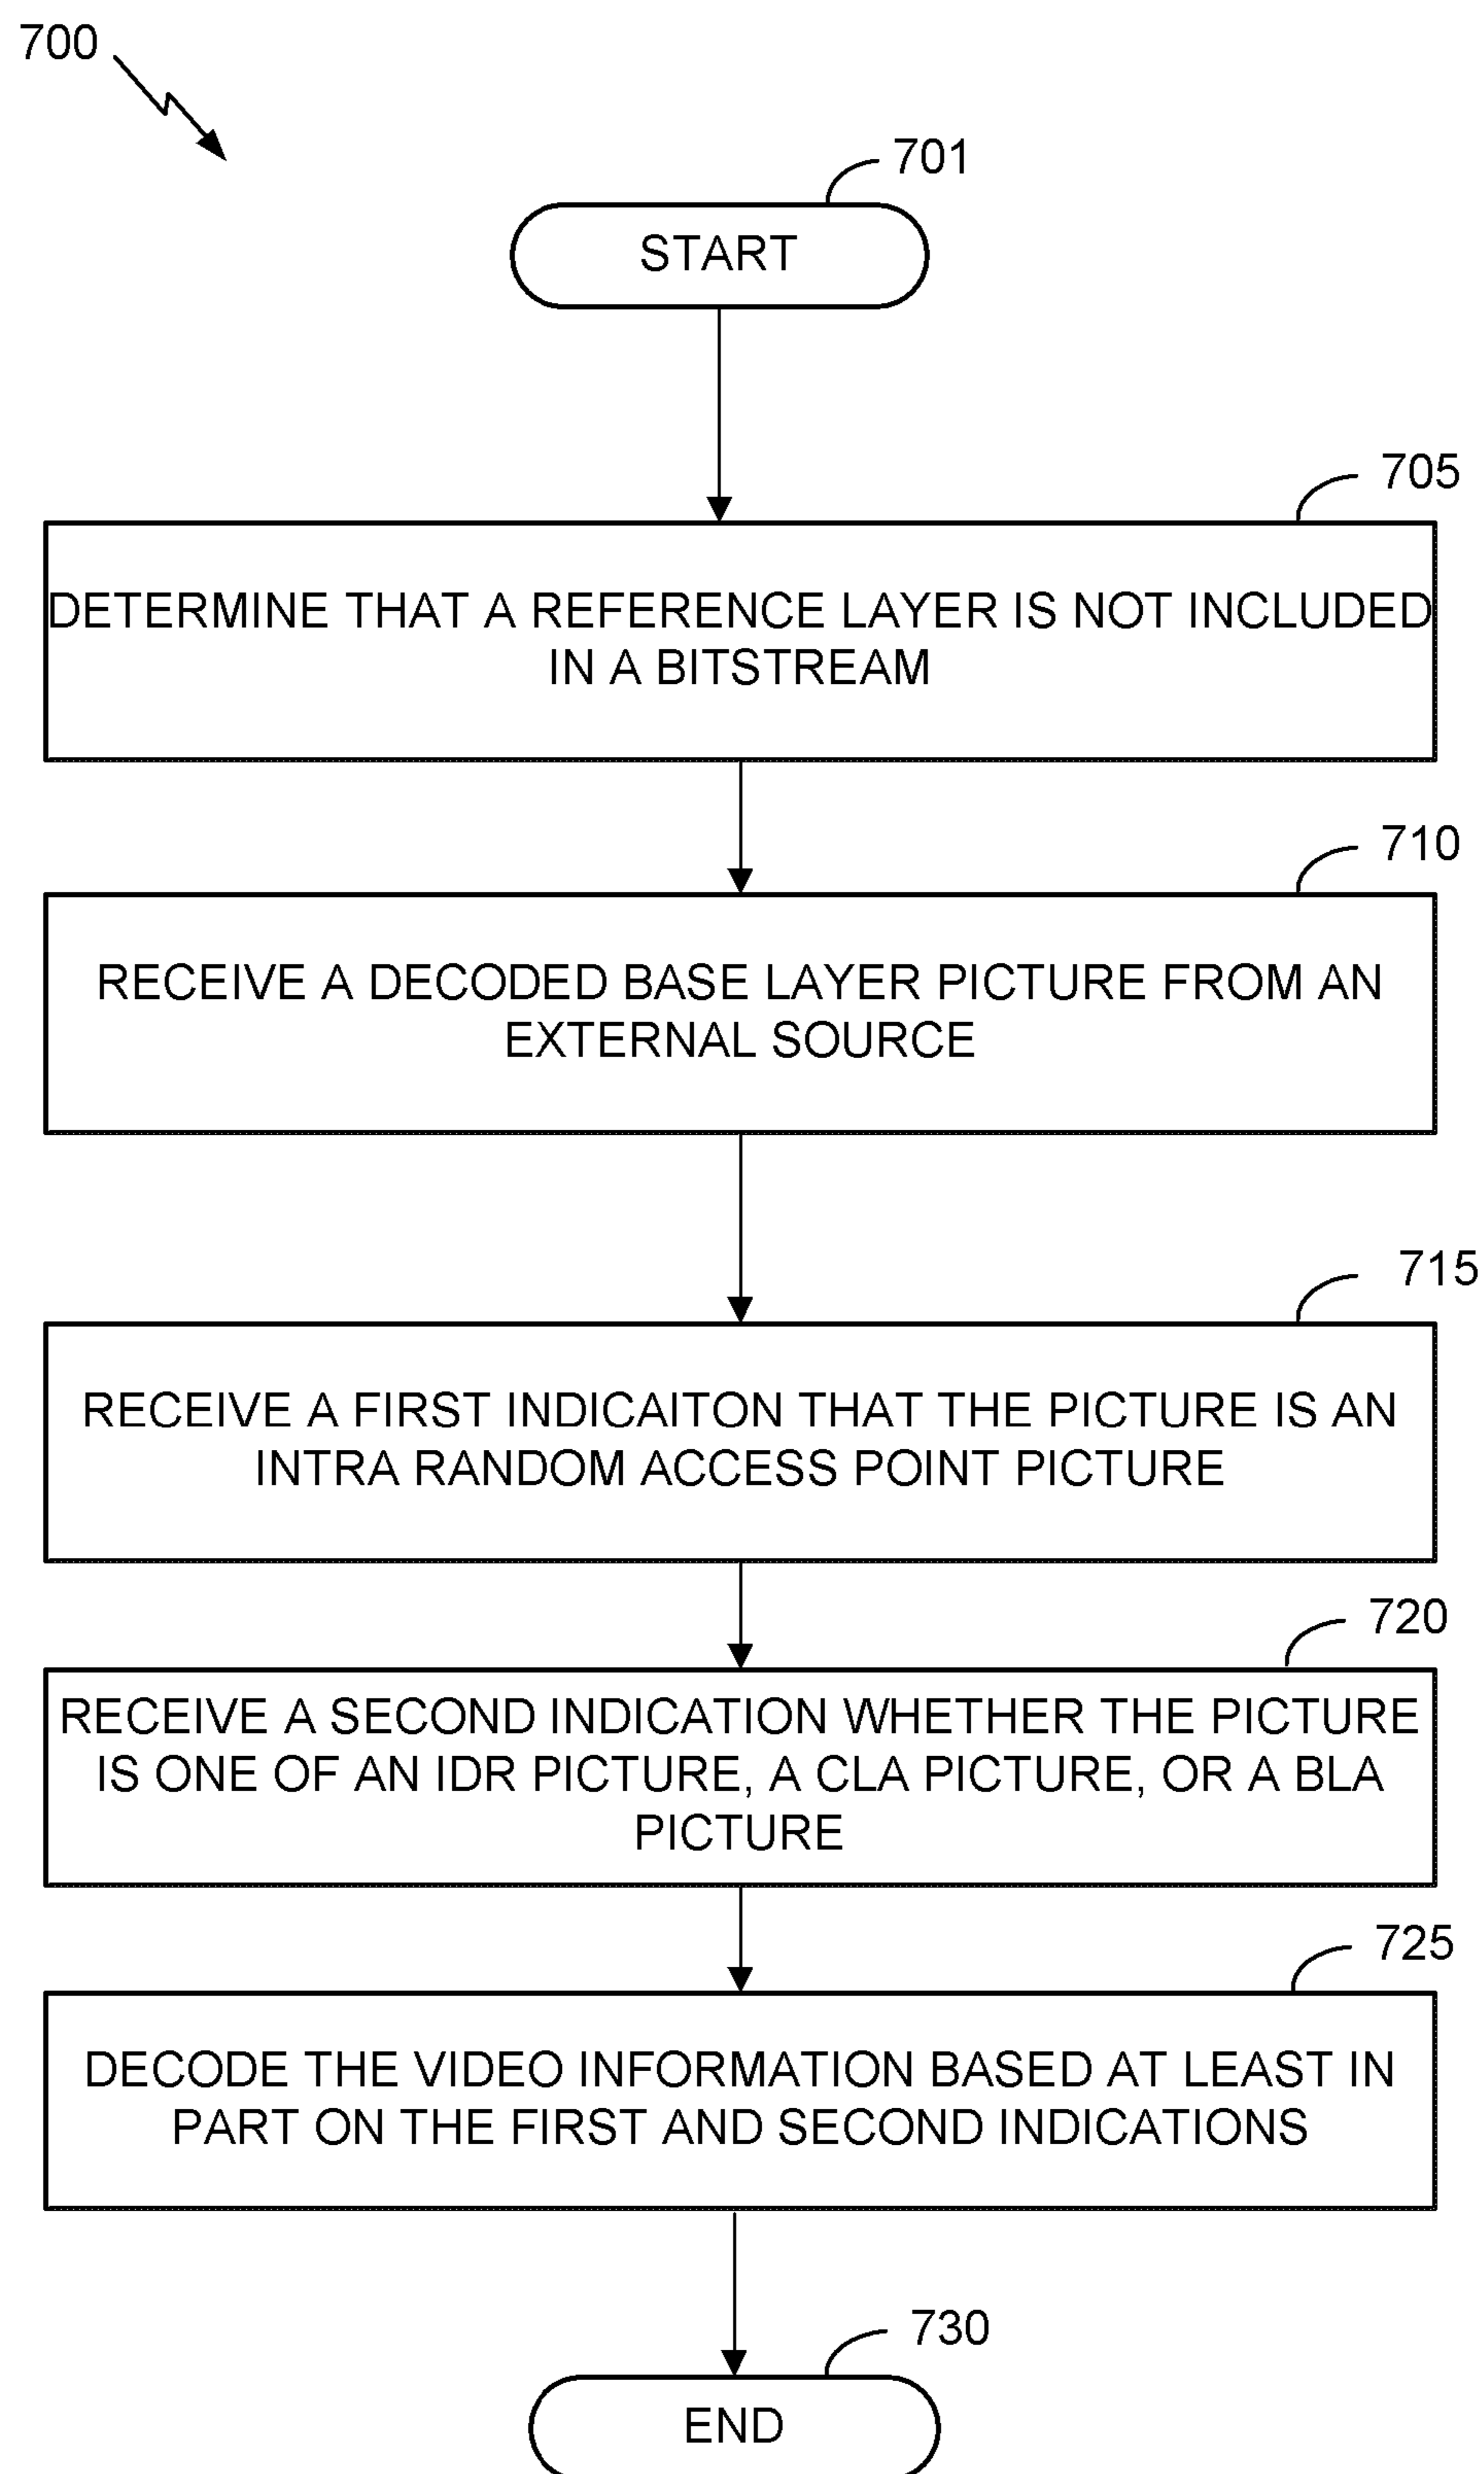 700
701
START
705
DETERMINE THAT A REFERENCE LAYER IS NOT INCLUDED
IN A BITSTREAM
710
RECEIVE A DECODED BASE LAYER PICTURE FROM AN
EXTERNAL SOURCE
715
RECEIVE A FIRST INDICAITON THAT THE PICTURE IS AN
INTRA RANDOM ACCESS POINT PICTURE
720
RECEIVE A SECOND INDICATION WHETHER THE PICTURE
IS ONE OF AN IDR PICTURE, A CLA PICTURE, OR A BLA
PICTURE
725
DECODE THE VIDEO INFORMATION BASED AT LEAST IN
PART ON THE FIRST AND SECOND INDICATIONS
730
END